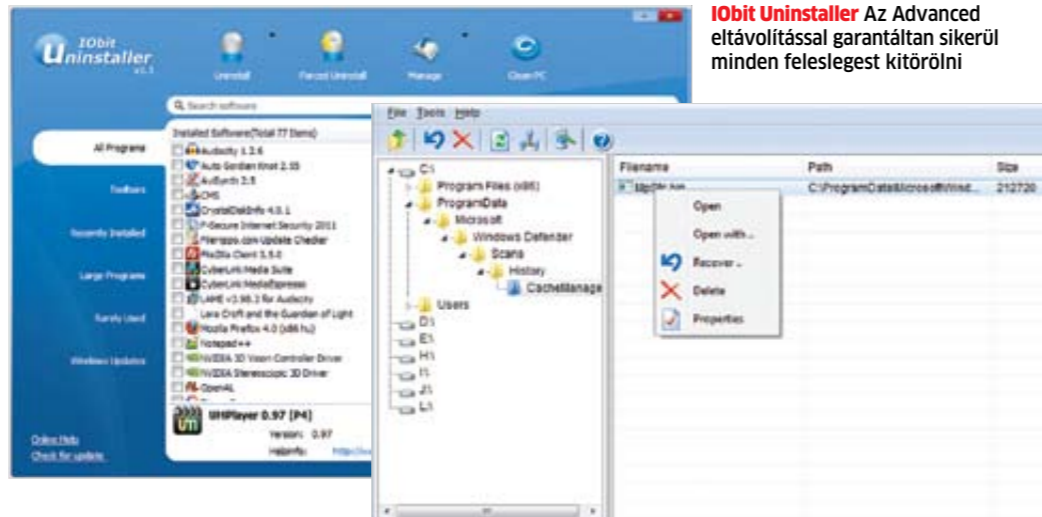 IObit Uninstaller Az Advanced
eltávolítással garantáltan sikerül
minden feleslegest kitörölni
IObit
Uninstaller
Uninstall
Forced Uninstall
Manage
Clean PC
Search software
All Programs
Toolbars
Recently Installed
Large Programs
Rarely Used
Windows Updates
Online Help
Check for update
Installed Software(Total 77 Items)
Audacity 1.2.6
Auto Gordian Knot 2.55
AviSynth 2.5
CMS
CrystalDiskInfo 4.0.1
F-Secure Internet Security 2011
FileHippo.com Update Checker
FileZilla Client 3.5.0
CyberLink Media Suite
CyberLink MediaEspresso
LAME v3.98.3 for Audacity
Lara Croft and the Guardian of Light
Mozilla Firefox 4.0 (x86 hu)
Notepad++
NVIDIA 3D Vision Controller Driver
NVIDIA Stereoscopic 3D Driver
OpenAL
UMPlayer 0.97 [P4]
Version: 0.97
File Tools Help
C:\
Program Files (x86)
ProgramData
Microsoft
Windows Defender
Scans
History
CacheManage
Users
D:\
E:\
H:\
I:\
J:\
L:\
Filename Path Size
C:\ProgramData\Microsoft\Wind... 212720
Open
Open with...
Recover...
Delete
Properties